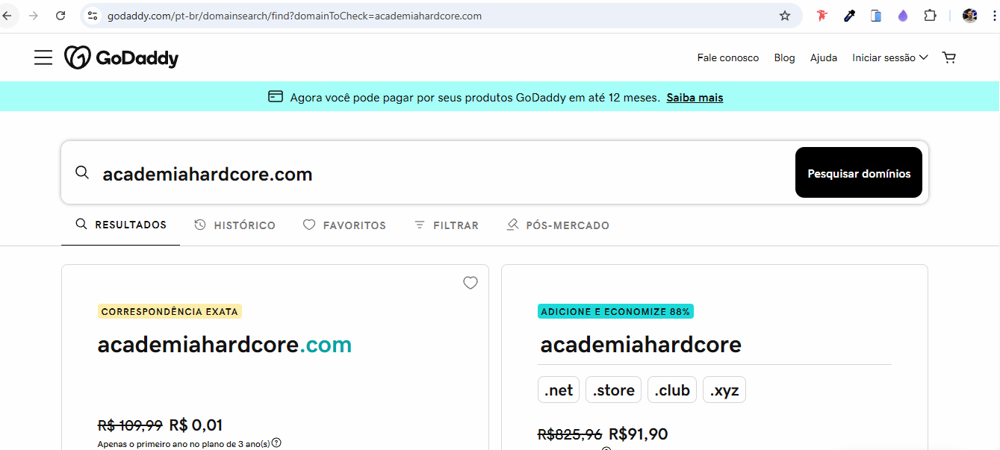 godaddy.com/pt-br/domainsearch/find?domainToCheck=academiahardcore.com
GoDaddy
Fale conosco Blog Ajuda Iniciar sessão
Agora você pode pagar por seus produtos GoDaddy em até 12 meses. Saiba mais
academiahardcore.com
Pesquisar domínios
RESULTADOS HISTÓRICO FAVORITOS FILTRAR PÓS-MERCADO
CORRESPONDÊNCIA EXATA
academiahardcore.com
R$ 109,99 R$ 0,01
Apenas o primeiro ano no plano de 3 ano(s) ?
ADICIONE E ECONOMIZE 88%
academiahardcore
.net .store .club .xyz
R$825,96 R$91,90